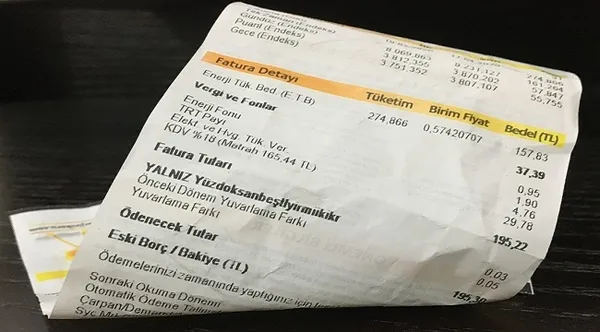 Gündüz (Endeks) 8.069,863 8.231,127 161,264
Puant (Endeks) 3.812,355 3.870,202 57,847
Gece (Endeks) 3.751,352 3.807,107 55,755
Fatura Detayı Tüketim Birim Fiyat Bedel (TL)
Enerji Tük. Bed. (E.T.B) 274,866 0,57420707 157,83
Vergi ve Fonlar 37,39
Enerji Fonu 0,95
TRT Payı 1,90
Elekt. ve Hvg. Tük. Ver. 4,76
KDV %18 (Matrah 165,44 TL) 29,78
Fatura Tutarı 195,22
YALNIZ Yüzdoksanbeşllyirmiikikr
Önceki Dönem Yuvarlama Farkı 0,03
Yuvarlama Farkı 0,05
Ödenecek Tutar 195,30
Eski Borç / Bakiye (TL)
Ödemelerinizi zamanında yaptığınız için
Sonraki Okuma Dönemi
Otomatik Ödeme